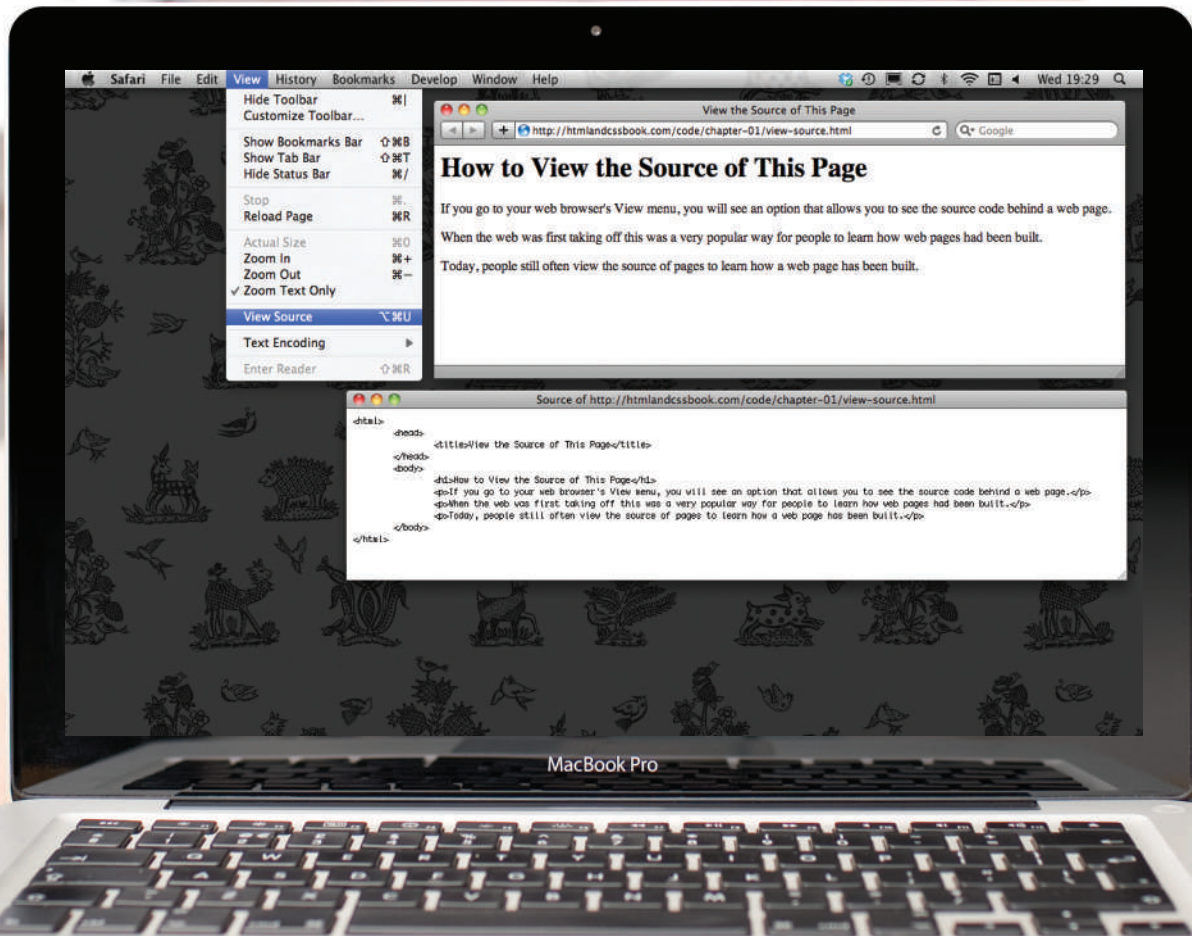 Safari File Edit View History Bookmarks Develop Window Help Wed 19:29
Hide Toolbar ⌘|
Customize Toolbar...
Show Bookmarks Bar ⇧⌘B
Show Tab Bar ⇧⌘T
Hide Status Bar ⌘/
Stop ⌘.
Reload Page ⌘R
Actual Size ⌘0
Zoom In ⌘+
Zoom Out ⌘–
✓ Zoom Text Only
View Source ⌥⌘U
Text Encoding ▶
Enter Reader ⇧⌘R
View the Source of This Page
http://htmlandcssbook.com/code/chapter-01/view-source.html Google
How to View the Source of This Page
If you go to your web browser's View menu, you will see an option that allows you to see the source code behind a web page.
When the web was first taking off this was a very popular way for people to learn how web pages had been built.
Today, people still often view the source of pages to learn how a web page has been built.
Source of http://htmlandcssbook.com/code/chapter-01/view-source.html
<html>
<head>
<title>View the Source of This Page</title>
</head>
<body>
<h1>How to View the Source of This Page</h1>
<p>If you go to your web browser's View menu, you will see an option that allows you to see the source code behind a web page.</p>
<p>When the web was first taking off this was a very popular way for people to learn how web pages had been built.</p>
<p>Today, people still often view the source of pages to learn how a web page has been built.</p>
</body>
</html>
MacBook Pro